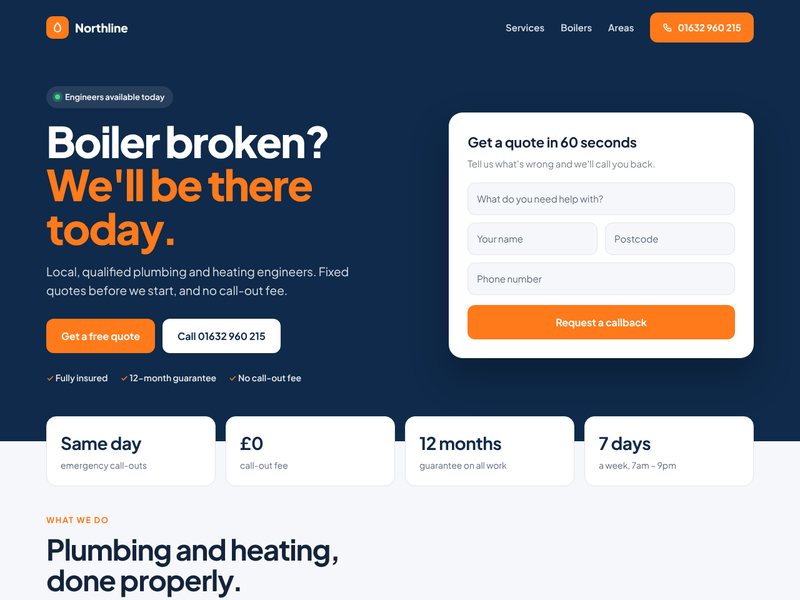 Northline
Services
Boilers
Areas
01632 960 215
Engineers available today
Boiler broken?
We'll be there
today.
Local, qualified plumbing and heating engineers. Fixed
quotes before we start, and no call-out fee.
Get a free quote
Call 01632 960 215
Fully insured
12-month guarantee
No call-out fee
Get a quote in 60 seconds
Tell us what's wrong and we'll call you back.
What do you need help with?
Your name
Postcode
Phone number
Request a callback
Same day
emergency call-outs
£0
call-out fee
12 months
guarantee on all work
7 days
a week, 7am – 9pm
WHAT WE DO
Plumbing and heating,
done properly.